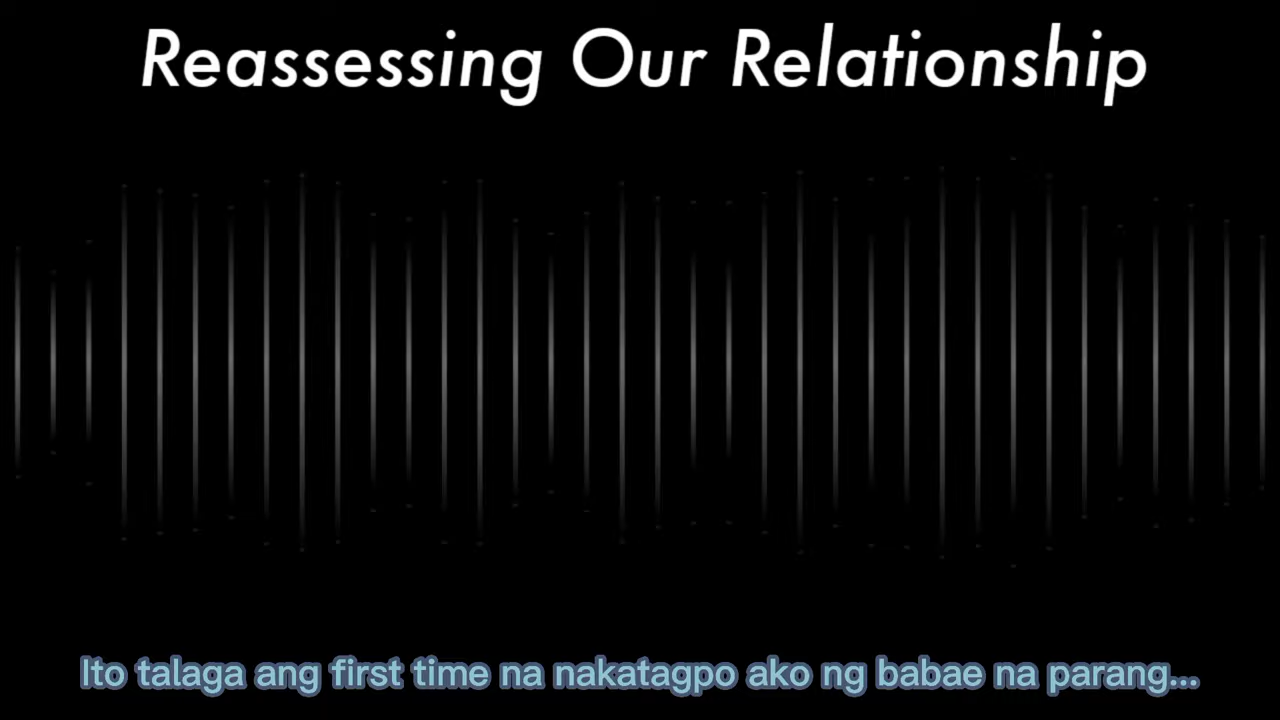 Reassessing Our Relationship
Ito talaga ang first time na nakatagpo ako ng babae na parang...